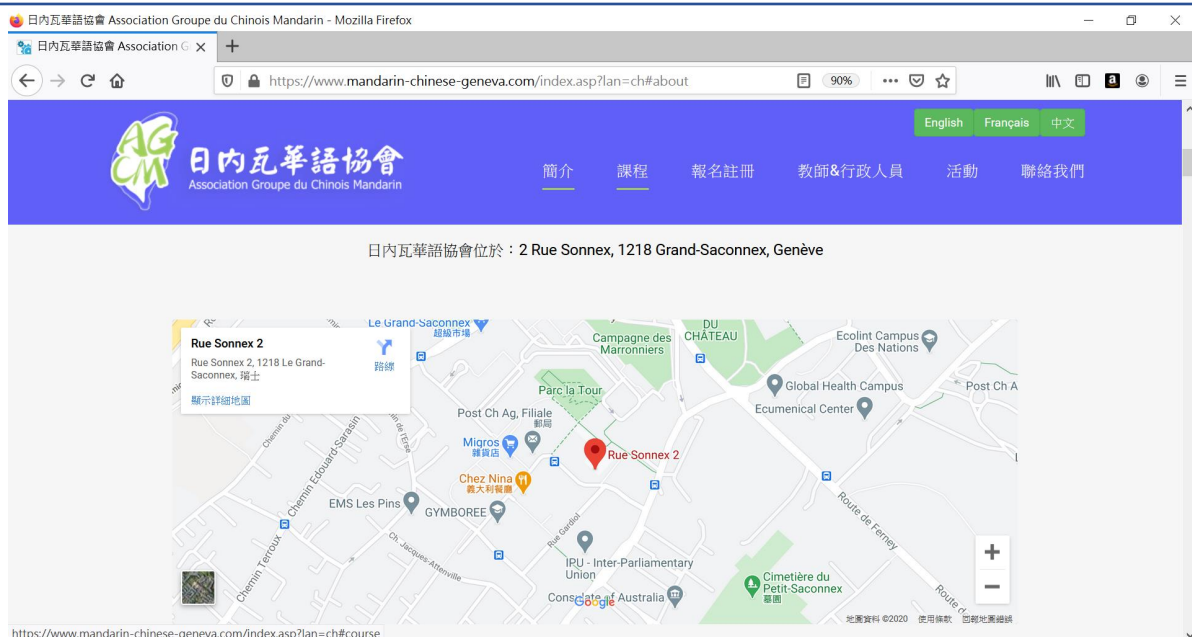 日内瓦華語協會 Association Groupe du Chinois Mandarin - Mozilla Firefox
日内瓦華語協會 Association G
https://www.mandarin-chinese-geneva.com/index.asp?lan=ch#about
90%
English Français 中文
AGCM
日內瓦華語協會
Association Groupe du Chinois Mandarin
簡介 課程 報名註冊 教師&行政人員 活動 聯絡我們
日內瓦華語協會位於：2 Rue Sonnex, 1218 Grand-Saconnex, Genève
Rue Sonnex 2
Rue Sonnex 2, 1218 Le Grand-
Saconnex, 瑞士
顯示詳細地圖
路線
Le Grand-Saconnex
超級市場
Campagne des
Marronniers
DU
CHÂTEAU
Ecolint Campus
Des Nations
Parc la Tour
Global Health Campus
Post Ch A
Ecumenical Center
Post Ch Ag, Filiale
郵局
Migros
雜貨店
Rue Sonnex 2
Chez Nina
義大利餐廳
Chemin Edouard-Sarasin
EMS Les Pins
GYMBOREE
Rue Gardiol
Ch. Jacques-Attenville
Chemin Terroux
Route de Ferney
IPU - Inter-Parliamentary
Union
Consulate of Australia
Cimetière du
Petit-Saconnex
墓園
Google
地圖資料 ©2020 使用條款 回報地圖錯誤
https://www.mandarin-chinese-geneva.com/index.asp?lan=ch#course